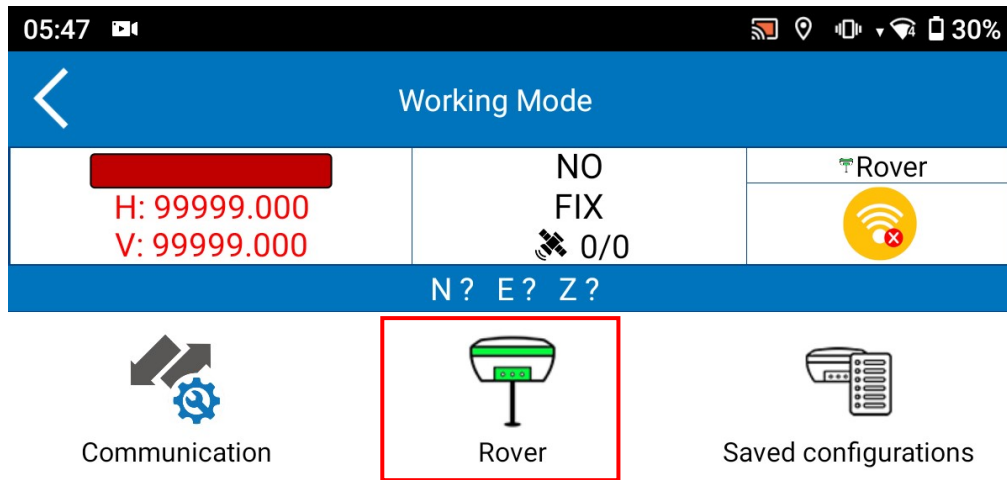 05:47 30%
Working Mode
H: 99999.000
V: 99999.000
NO
FIX
0/0
Rover
N? E? Z?
Communication
Rover
Saved configurations